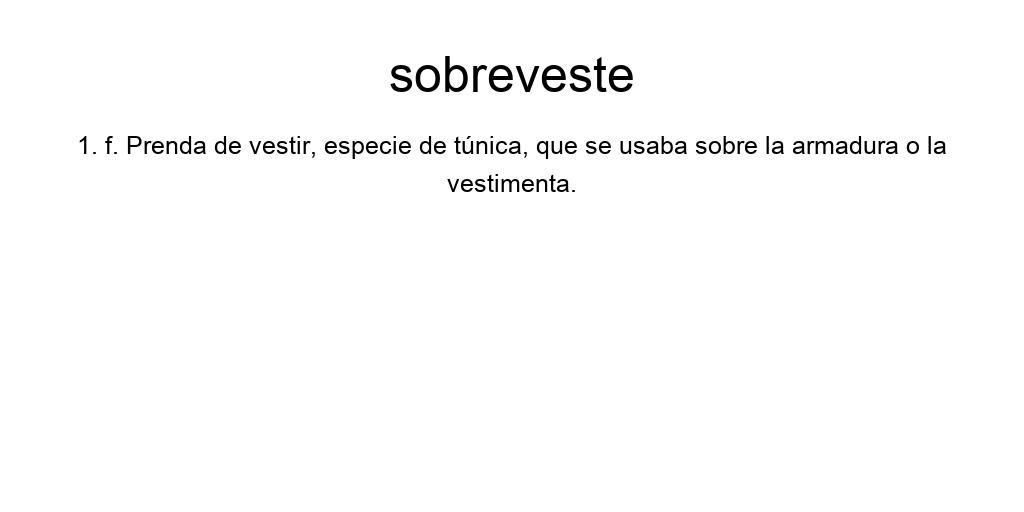 sobreveste
1. f. Prenda de vestir, especie de túnica, que se usaba sobre la armadura o la
vestimenta.